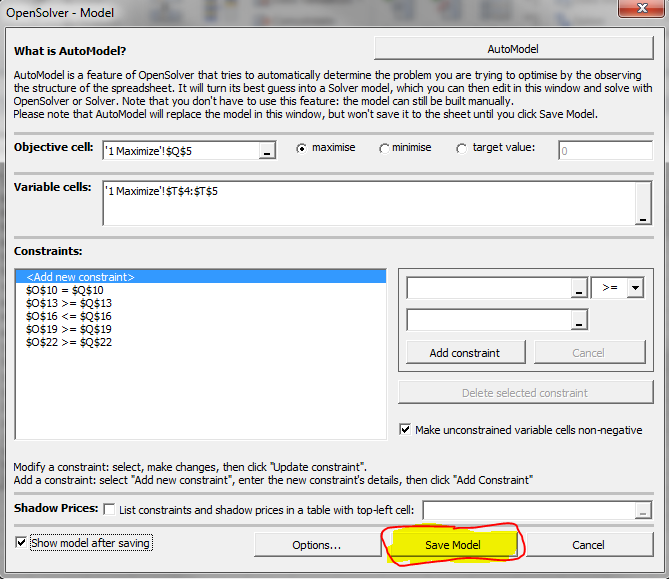 OpenSolver - Model
What is AutoModel?
AutoModel
AutoModel is a feature of OpenSolver that tries to automatically determine the problem you are trying to optimise by the observing
the structure of the spreadsheet. It will turn its best guess into a Solver model, which you can then edit in this window and solve with
OpenSolver or Solver. Note that you don't have to use this feature: the model can still be built manually.
Please note that AutoModel will replace the model in this window, but won't save it to the sheet until you click Save Model.
Objective cell: '1 Maximize'!$Q$5 _ maximise minimise target value: 0
Variable cells: '1 Maximize'!$T$4:$T$5
_
Constraints:
<Add new constraint>
$O$10 = $Q$10
$O$13 >= $Q$13
$O$16 <= $Q$16
$O$19 >= $Q$19
$O$22 >= $Q$22
_ >=
_
Add constraint Cancel
Delete selected constraint
Make unconstrained variable cells non-negative
Modify a constraint: select, make changes, then click "Update constraint".
Add a constraint: select "Add new constraint", enter the new constraint's details, then click "Add Constraint"
Shadow Prices: List constraints and shadow prices in a table with top-left cell: _
Show model after saving Options... Save Model Cancel